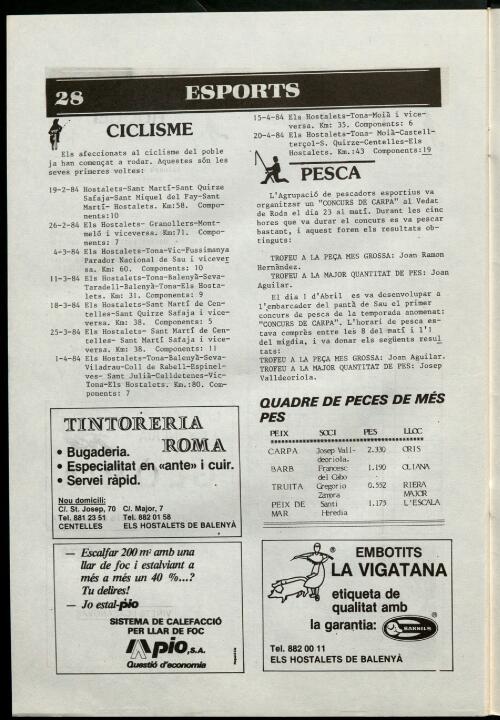 28
ESPORTS
CICLISME
Els afeccionats al ciclisme del poble
ja han començat a rodar. Aquestes són les
seves primeres voltes:
19-2-84 Hostalets-Sant Martí-Sant Quirze
Safaja-Sant Miquel del Fay-Sant
Martí- Hostalets. Km:58. Compo-
nents:10
26-2-84 Els Hostalets- Granollers-Mont-
meló i viceversa. Km:71. Compo-
nents: 7
4-3-84 Els Hostalets-Tona-Vic-Fussimanya
Parador Nacional de Sau i vicever
sa. Km: 60. Components: 10
11-3-84 Els Hostalets-Tona-Balenyà-Seva-
Taradell-Balenyà-Tona-Els Hosta-
lets. Km: 31. Components: 9
18-3-84 Els Hostalets-Sant Martí de Cen-
telles-Sant Quirze Safaja i vice-
versa. Km: 38. Components: 5
25-3-84 Els Hostalets- Sant Martí de Cen-
telles- Sant Quirze Safaja i vice-
versa. Km: 38. Components: 11
1-4-84 Els Hostalets-Tona-Balenyà-Seva-
Viladrau-Coll de Rabell-Espinel-
ves- Sant Julià-Calldetenes-Vic-
Tona-Els Hostalets. Km.:80. Com-
ponents: 7
15-4-84 Els Hostalets-Tona-Moià i vice-
versa. Km: 35. Components: 6
20-4-84 Els Hostalets-Tona- Moià-Castell-
terçol-S. Quirze-Centelles-Els
Hostalets. Km.:43 Components:19
PESCA
L'Agrupació de pescadors esportius va
organitzar un "CONCURS DE CARPA" al Vedat
de Roda el dia 23 al matí. Durant les cinc
hores que va durar el concurs es va pescar
bastant, i aquest foren els resultats ob-
tinguts:
TROFEU A LA PEÇA MES GROSSA: Joan Ramon
Hernàndez.
TROFEU A LA MAJOR QUANTITAT DE PES: Joan
Aguilar.
El dia 1 d'Abril es va desenvolupar a
l'embarcador del pantà de Sau el primer
concurs de pesca de la temporada anomenat:
"CONCURS DE CARPA". L'horari de pesca es-
tava comprès entre les 8 del matí i l'1
del migdia, i va donar els següents resul
tats:
TROFEU A LA PEÇA MES GROSSA: Joan Aguilar.
TROFEU A LA MAJOR QUANTITAT DE PES: Josep
Valldeoriola.
QUADRE DE PECES DE MÉS
PES
PEIX SOCI PES LLOC
CARPA Josep Vall- 2.330 ORIS
deoriola.
BARB Francesc 1.190 OLIANA
del Cabo
TRUITA Gregorio 0.552 RIERA
Zamora MAJOR
PEIX DE Santi 1.175 L'ESCALA
MAR Heredia
TINTORERIA
ROMA
• Bugaderia.
• Especialitat en «ante» i cuir.
• Servei ràpid.
Nou domicili:
C/. St. Josep, 70 C/. Major, 7
Tel. 881 23 51 Tel. 882 01 58
CENTELLES ELS HOSTALETS DE BALENYÀ
— Escalfar 200 m² amb una
llar de foc i estalviant a
més a més un 40 %...?
Tu delires!
— Jo estal-pio
SISTEMA DE CALEFACCIÓ
PER LLAR DE FOC
pio, S.A.
Questió d'economia
EMBOTITS
LA VIGATANA
etiqueta de
qualitat amb
la garantia:
SARNILS
Tel. 882 00 11
ELS HOSTALETS DE BALENYÀ